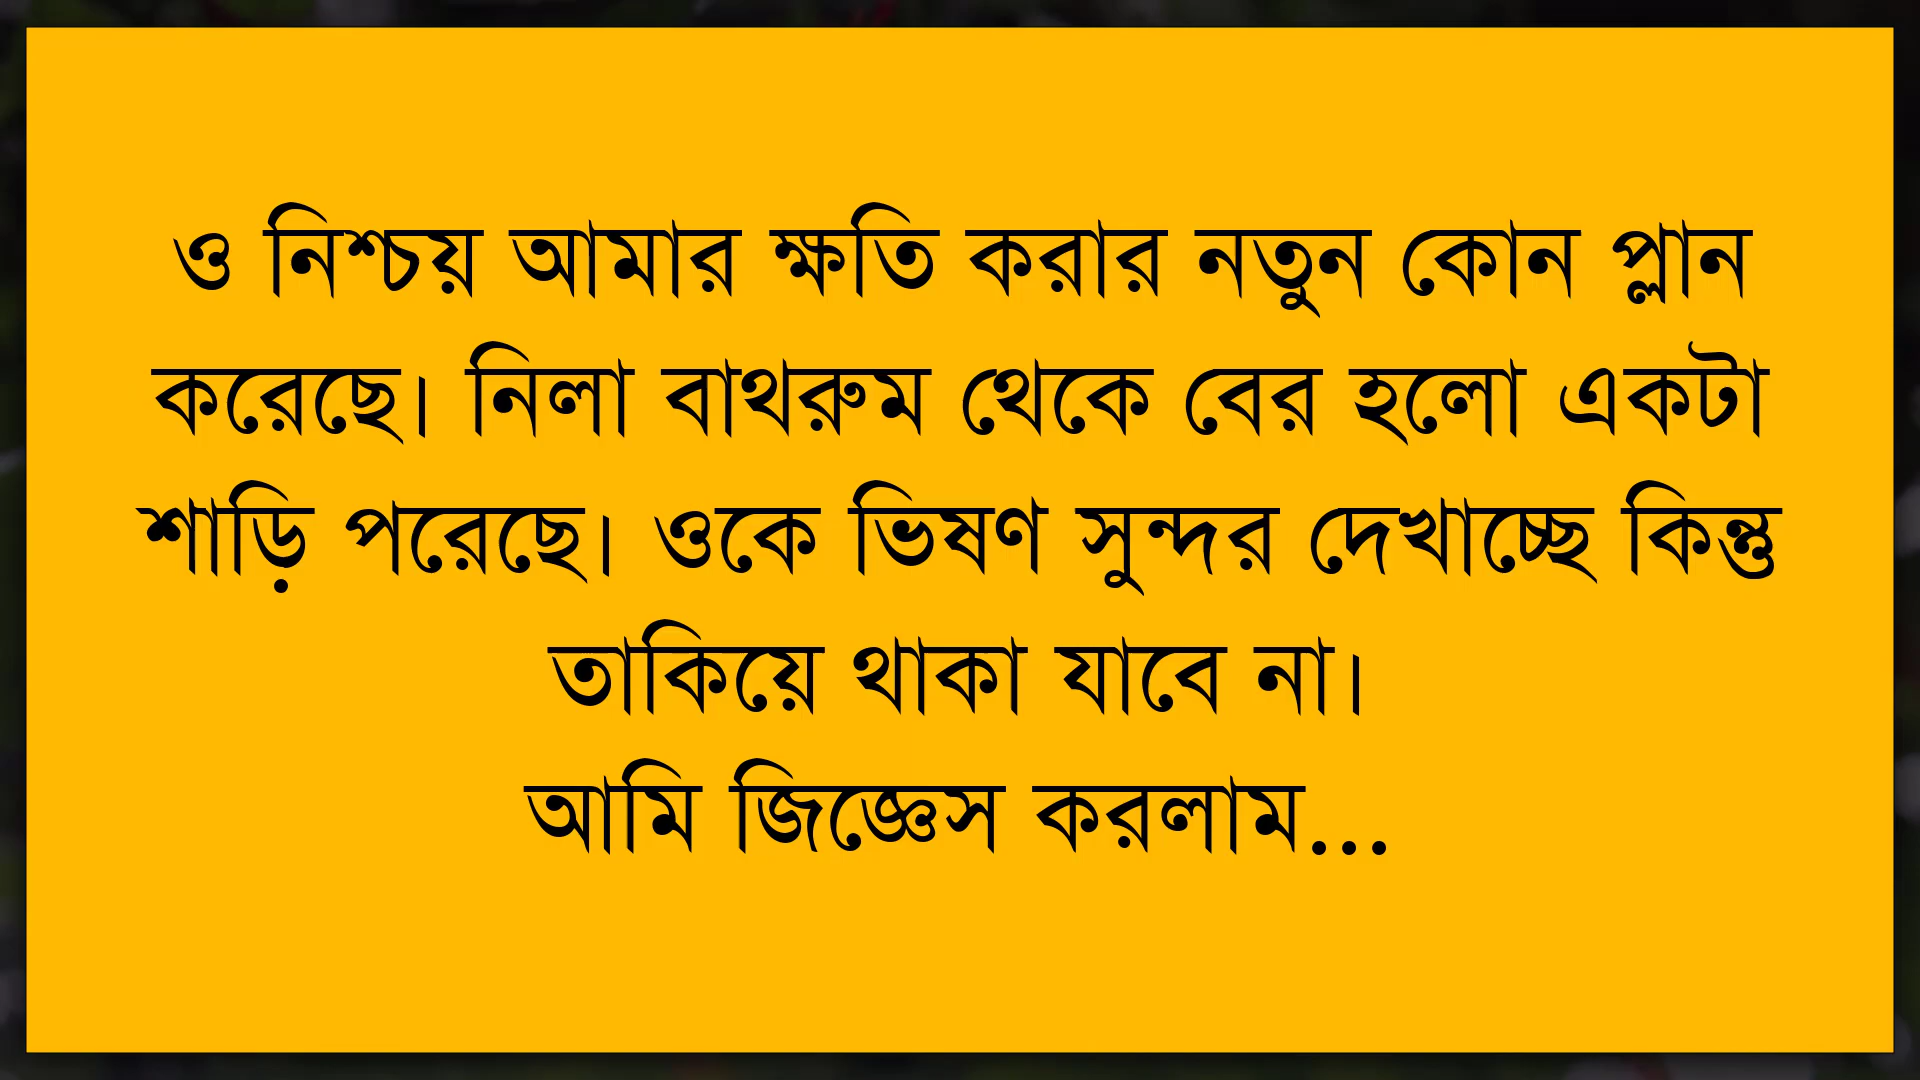 ও নিশ্চয় আমার ক্ষতি করার নতুন কোন প্লান
করেছে। নিলা বাথরুম থেকে বের হলো একটা
শাড়ি পরেছে। ওকে ভিষণ সুন্দর দেখাচ্ছে কিন্তু
তাকিয়ে থাকা যাবে না।
আমি জিজ্ঞেস করলাম...